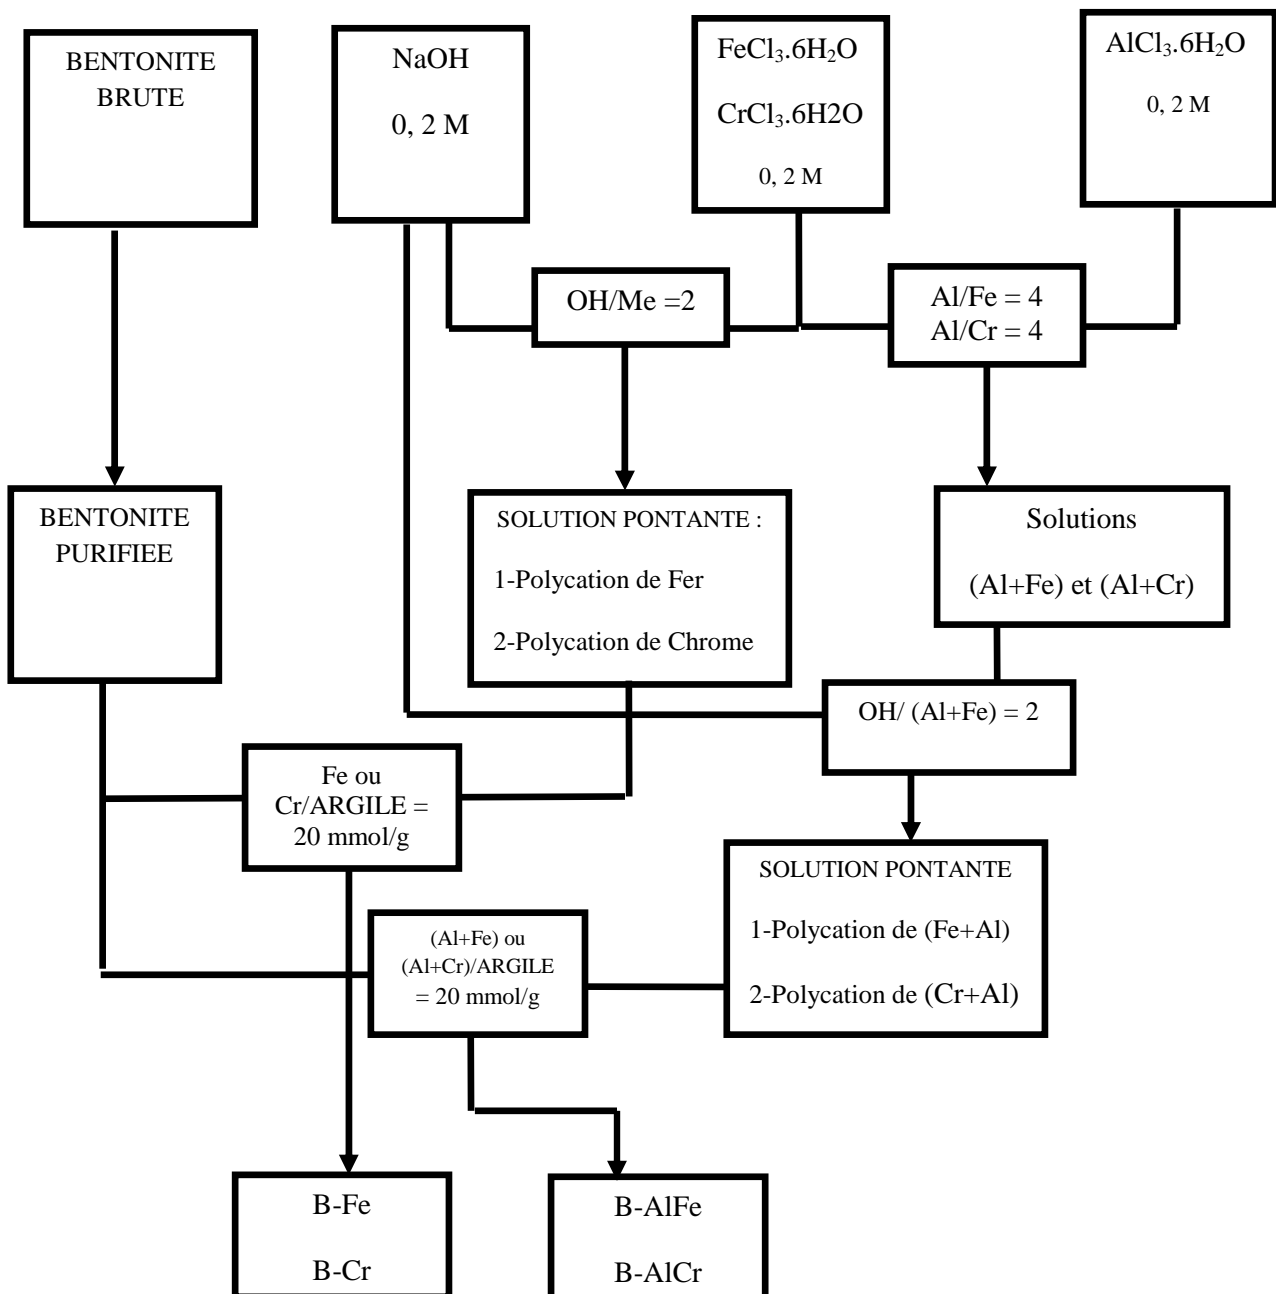 BENTONITE
BRUTE
NaOH
0, 2 M
FeCl₃.6H₂O
CrCl₃.6H2O
0, 2 M
AlCl₃.6H₂O
0, 2 M
OH/Me =2
Al/Fe = 4
Al/Cr = 4
BENTONITE
PURIFIEE
SOLUTION PONTANTE :
1-Polycation de Fer
2-Polycation de Chrome
Solutions
(Al+Fe) et (Al+Cr)
OH/ (Al+Fe) = 2
Fe ou
Cr/ARGILE =
20 mmol/g
SOLUTION PONTANTE
1-Polycation de (Fe+Al)
2-Polycation de (Cr+Al)
(Al+Fe) ou
(Al+Cr)/ARGILE
= 20 mmol/g
B-Fe
B-Cr
B-AlFe
B-AlCr